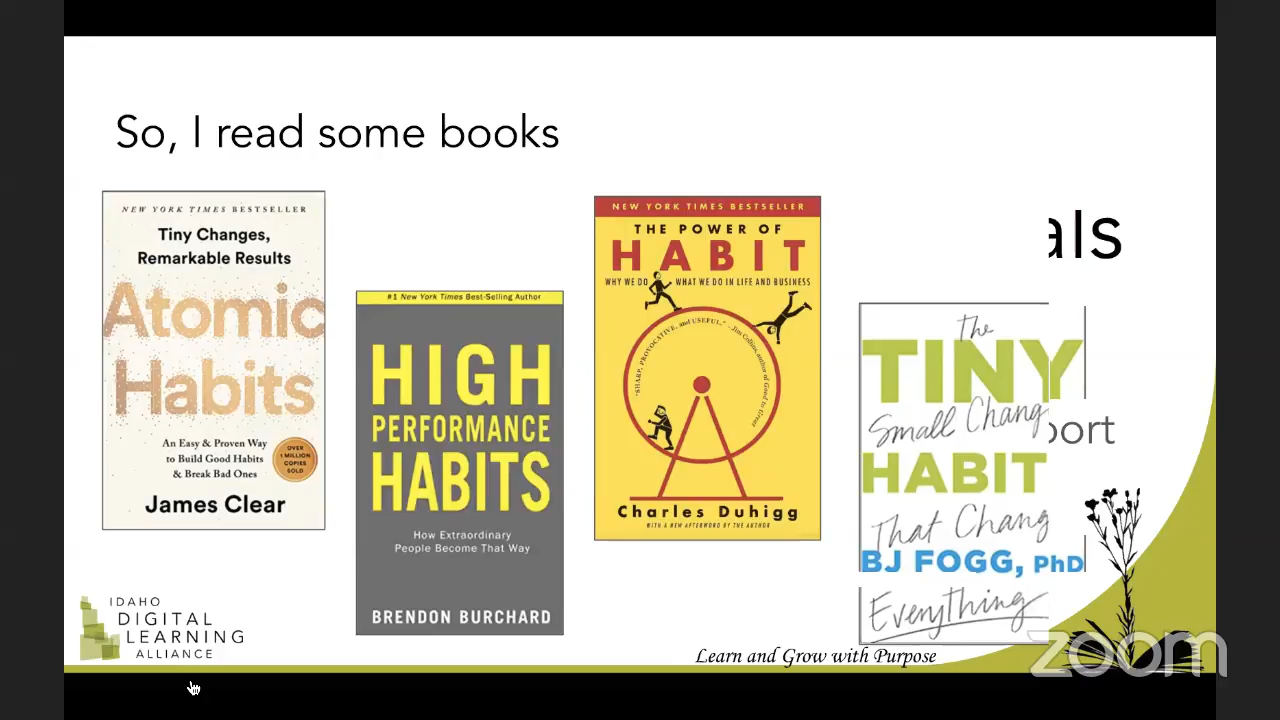 So, I read some books
NEW YORK TIMES BESTSELLER
Tiny Changes,
Remarkable Results
Atomic
Habits
An Easy & Proven Way
to Build Good Habits
& Break Bad Ones
OVER
1 MILLION
COPIES
SOLD
James Clear
#1 New York Times Best-Selling Author
HIGH
PERFORMANCE
HABITS
How Extraordinary
People Become That Way
BRENDON BURCHARD
NEW YORK TIMES BESTSELLER
THE POWER OF
HABIT
WHY WE DO WHAT WE DO IN LIFE AND BUSINESS
"SHARP, PROVOCATIVE, and USEFUL." —Jim Collins, author of Good to Great
Charles Duhigg
WITH A NEW AFTERWORD BY THE AUTHOR
als
The
TINY
Small Chang
port
HABIT
That Chang
BJ FOGG, PhD
Everything
IDAHO
DIGITAL
LEARNING
ALLIANCE
Learn and Grow with Purpose
zoom